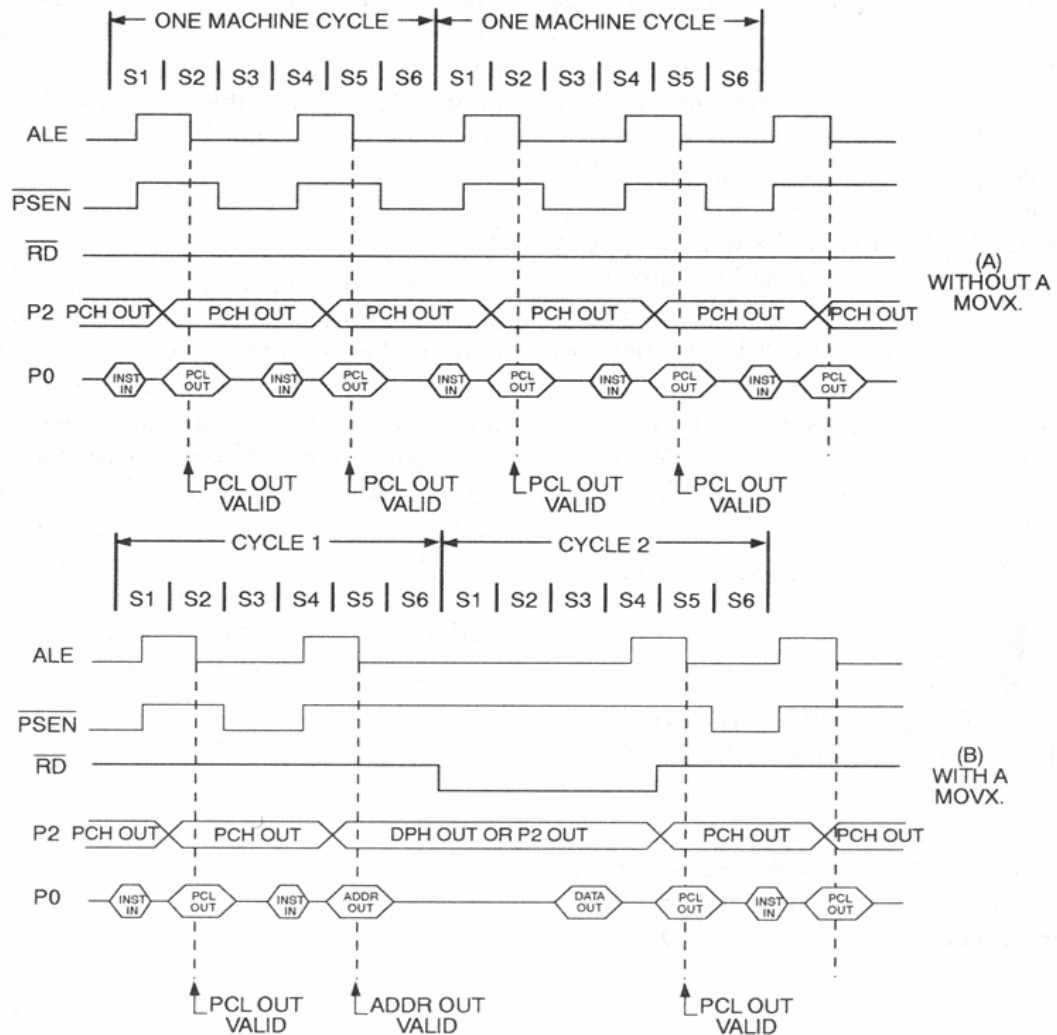 ONE MACHINE CYCLE ONE MACHINE CYCLE
S1 S2 S3 S4 S5 S6 S1 S2 S3 S4 S5 S6
ALE
PSEN
RD
(A)
WITHOUT A
MOVX.
P2 PCH OUT PCH OUT PCH OUT PCH OUT PCH OUT PCH OUT
P0 INST IN PCL OUT INST IN PCL OUT INST IN PCL OUT INST IN PCL OUT INST IN PCL OUT
PCL OUT PCL OUT PCL OUT PCL OUT
VALID VALID VALID VALID
CYCLE 1 CYCLE 2
S1 S2 S3 S4 S5 S6 S1 S2 S3 S4 S5 S6
ALE
PSEN
RD
(B)
WITH A
MOVX.
P2 PCH OUT PCH OUT DPH OUT OR P2 OUT PCH OUT PCH OUT
P0 INST IN PCL OUT INST IN ADDR OUT DATA OUT PCL OUT INST IN PCL OUT
PCL OUT ADDR OUT PCL OUT
VALID VALID VALID